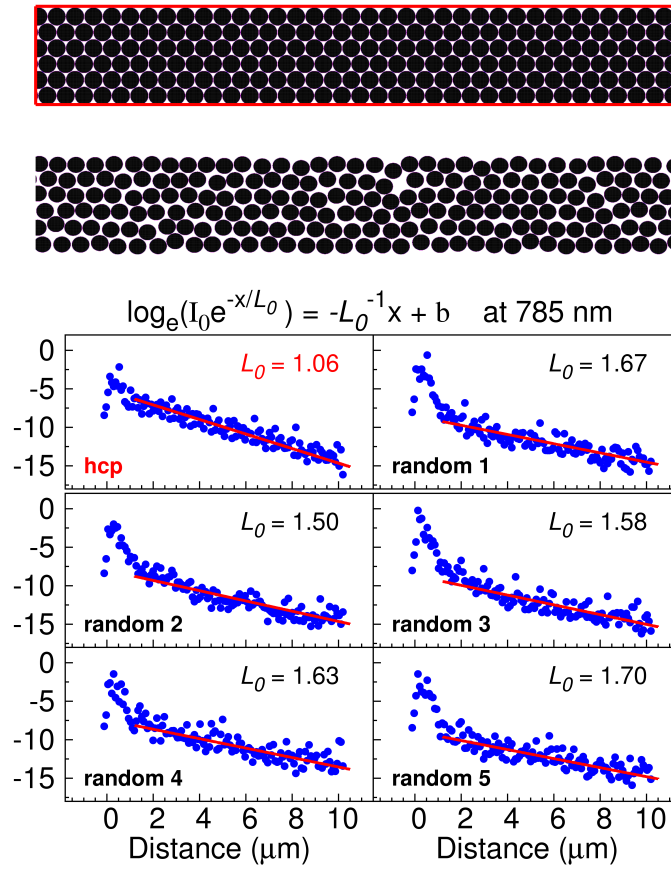 logₑ(I₀e^(-x/L₀)) = -L₀⁻¹x + b at 785 nm
0 -5 -10 -15
L₀ = 1.06
hcp
L₀ = 1.67
random 1
0 -5 -10 -15
L₀ = 1.50
random 2
L₀ = 1.58
random 3
0 -5 -10 -15
L₀ = 1.63
random 4
L₀ = 1.70
random 5
0 2 4 6 8 10 0 2 4 6 8 10
Distance (μm) Distance (μm)